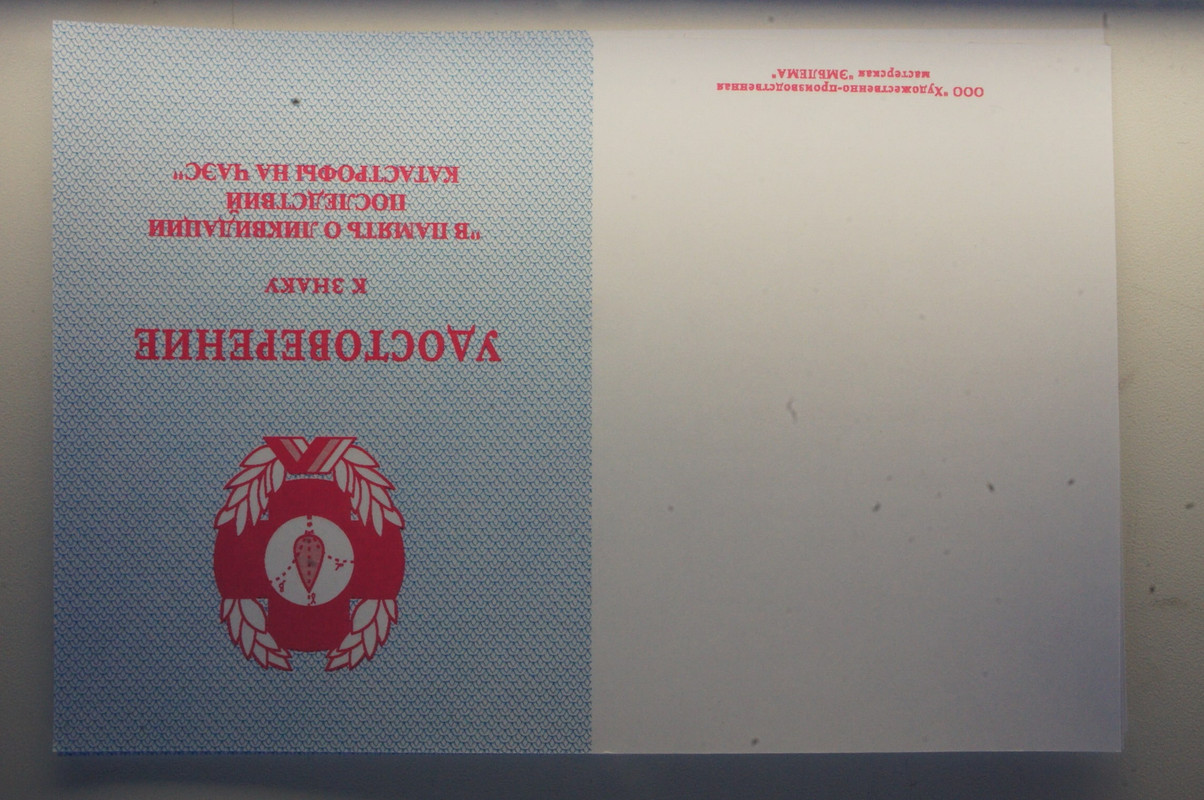 УДОСТОВЕРЕНИЕ
К ЗНАКУ
"В ПАМЯТЬ О ЛИКВИДАЦИИ
ПОСЛЕДСТВИЙ
КАТАСТРОФЫ НА ЧАЭС"
ООО "Художественно-производственная
мастерская "ЭМБЛЕМА"